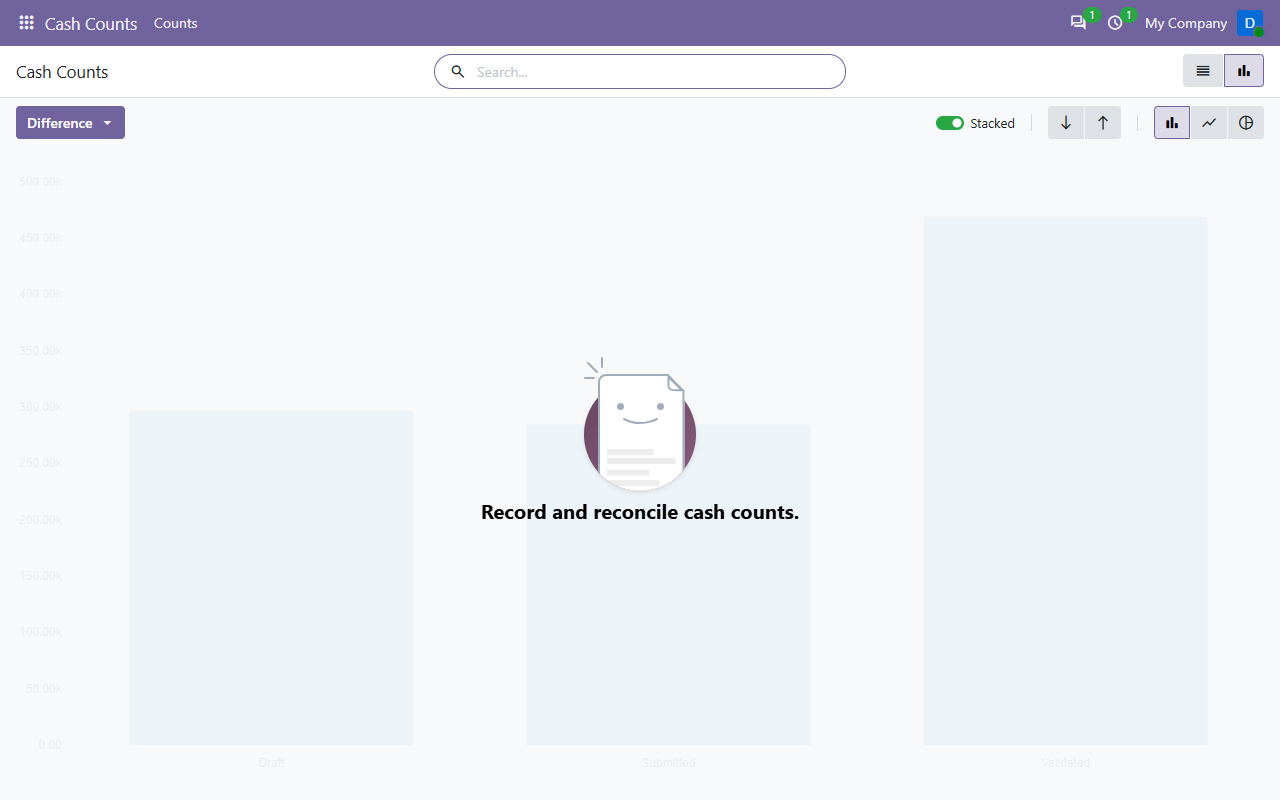 Cash Counts
Counts
1
1
My Company
D
Cash Counts
Search...
Difference
Stacked
500.00k
450.00k
400.00k
350.00k
300.00k
250.00k
200.00k
150.00k
100.00k
50.00k
0.00
Record and reconcile cash counts.
Draft
Submitted
Validated